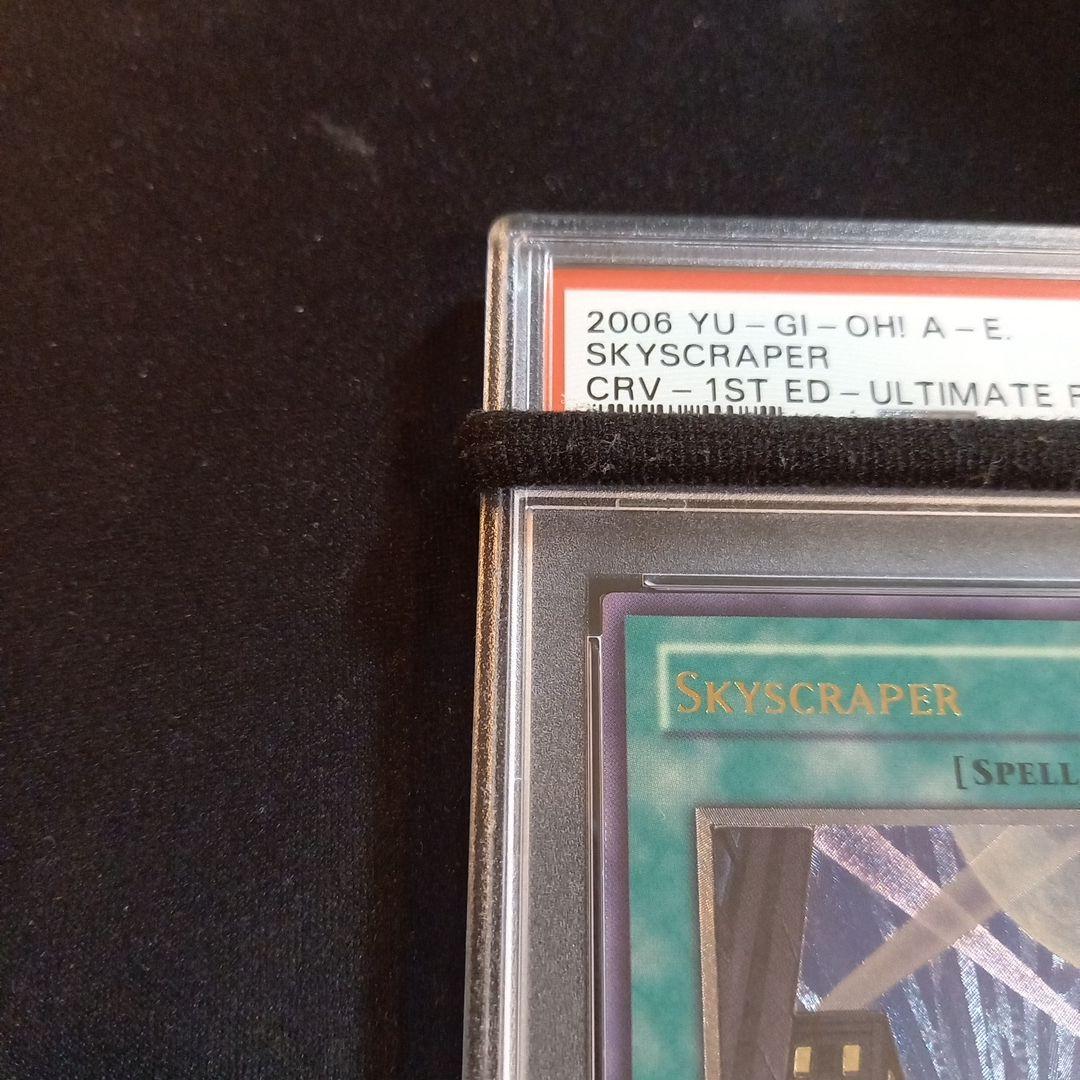 2006 YU-GI-OH! A-E.
SKYSCRAPER
CRV-1ST ED-ULTIMATE
SKYSCRAPER
[SPELL